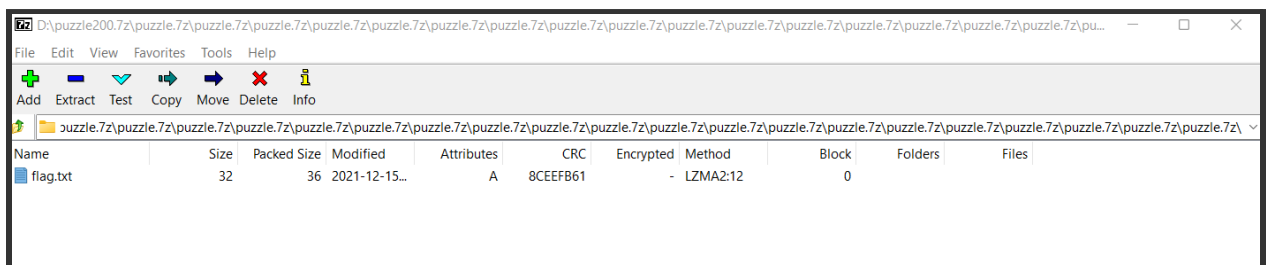 D:\puzzle200.7z\puzzle.7z\puzzle.7z\puzzle.7z\puzzle.7z\puzzle.7z\puzzle.7z\puzzle.7z\puzzle.7z\puzzle.7z\puzzle.7z\puzzle.7z\puzzle.7z\puzzle.7z\puzzle.7z\puzzle.7z\pu...
File Edit View Favorites Tools Help
Add Extract Test Copy Move Delete Info
puzzle.7z\puzzle.7z\puzzle.7z\puzzle.7z\puzzle.7z\puzzle.7z\puzzle.7z\puzzle.7z\puzzle.7z\puzzle.7z\puzzle.7z\puzzle.7z\puzzle.7z\puzzle.7z\puzzle.7z\puzzle.7z\puzzle.7z\
Name Size Packed Size Modified Attributes CRC Encrypted Method Block Folders Files
flag.txt 32 36 2021-12-15... A 8CEEFB61 - LZMA2:12 0